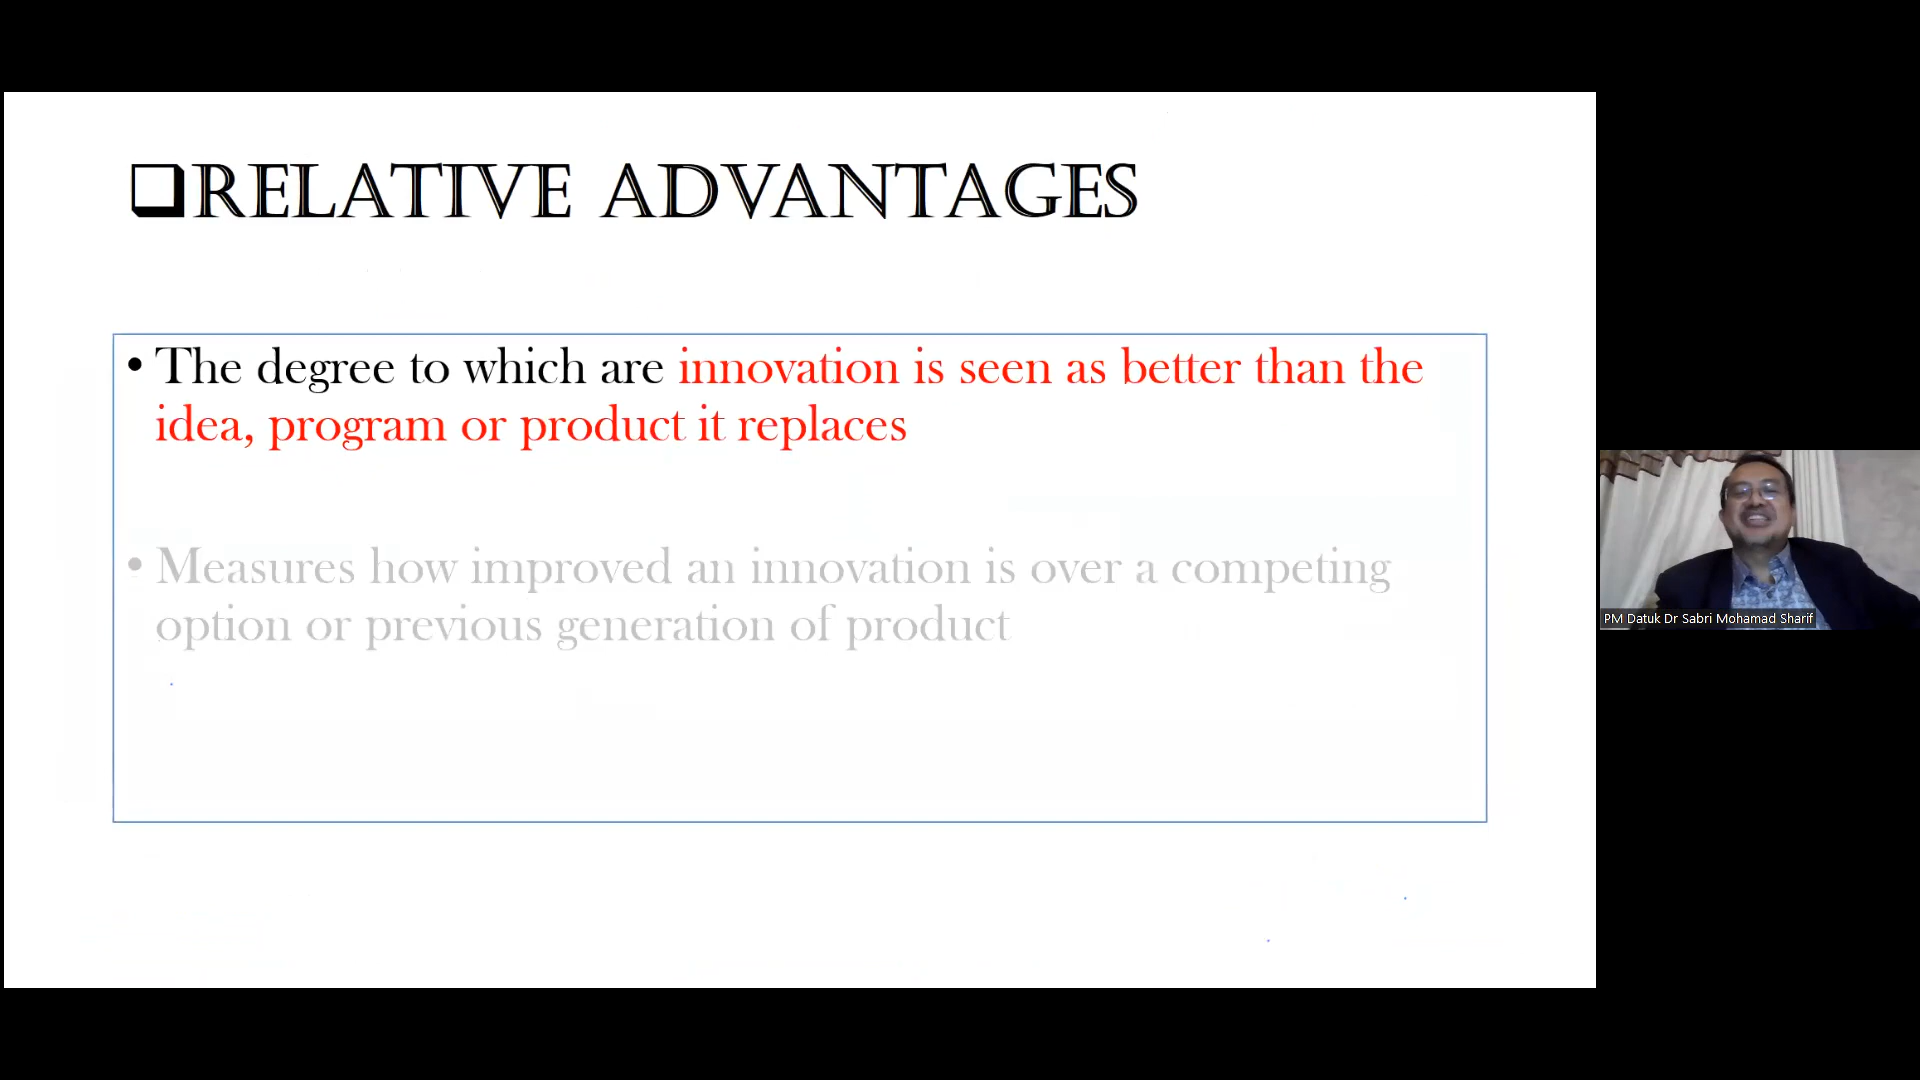 ❑RELATIVE ADVANTAGES
• The degree to which are innovation is seen as better than the
idea, program or product it replaces
• Measures how improved an innovation is over a competing
option or previous generation of product
PM Datuk Dr Sabri Mohamad Sharif